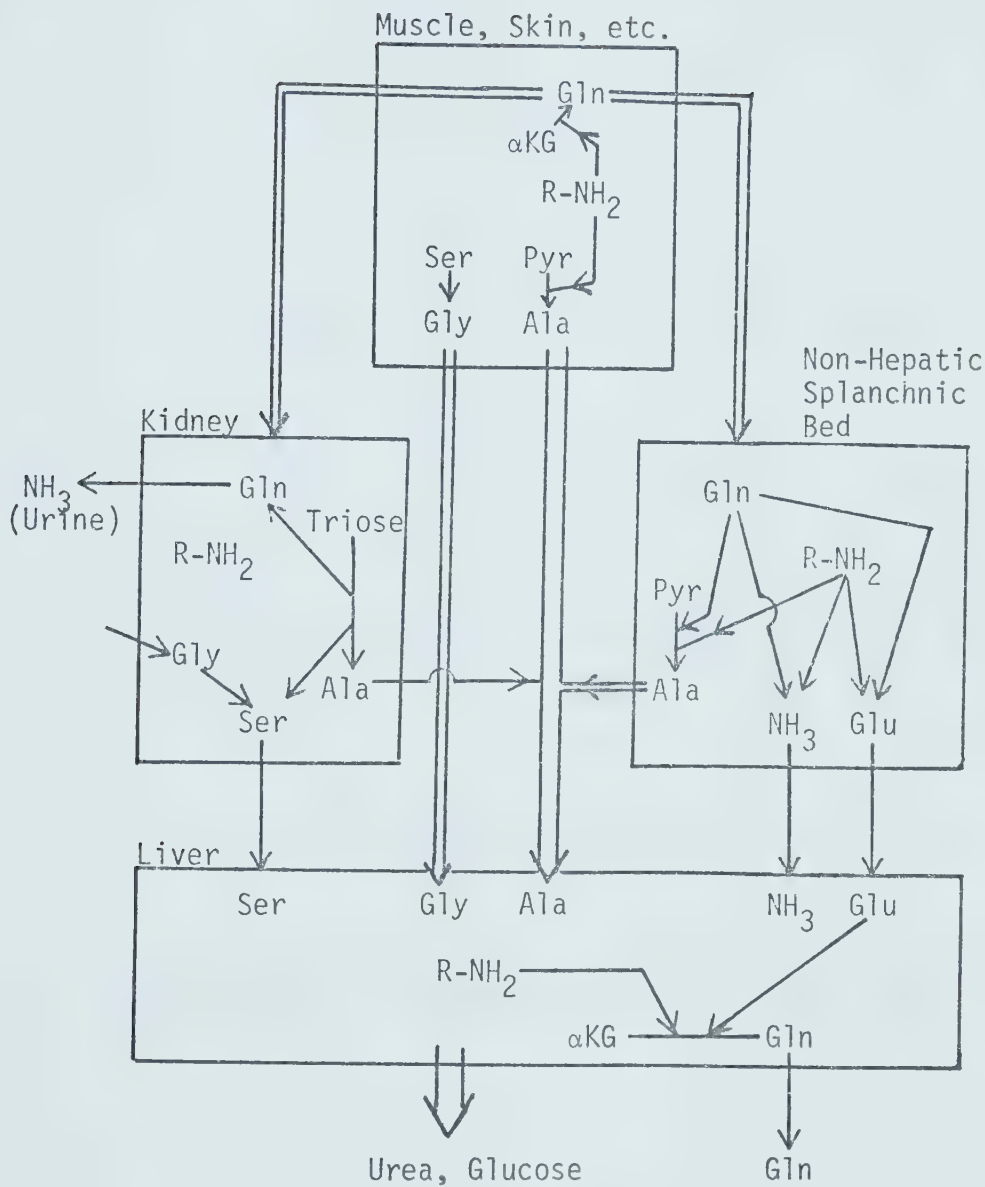 Muscle, Skin, etc.
Gln
αKG
R-NH2
Ser Pyr
Gly Ala
Non-Hepatic
Splanchnic
Bed
Kidney
NH3
(Urine)
Gln
Triose
R-NH2
Gly
Ala
Ser
Gln
R-NH2
Pyr
Ala
NH3 Glu
Liver
Ser Gly Ala NH3 Glu
R-NH2
αKG Gln
Urea, Glucose Gln